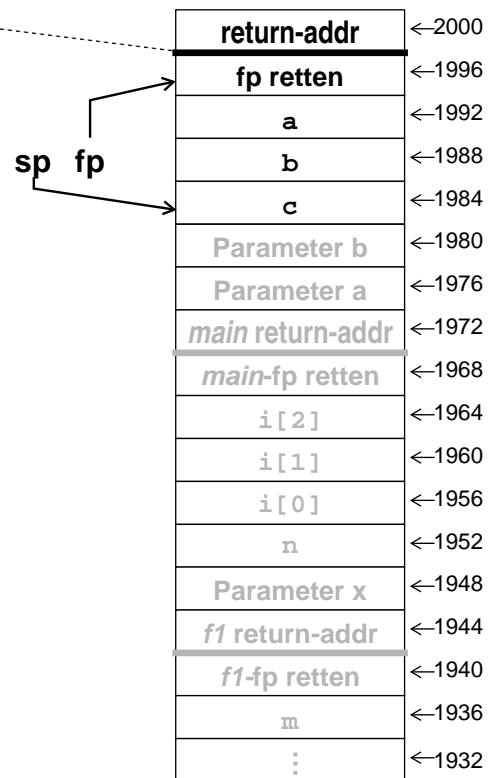 return-addr ←2000
fp retten ←1996
a ←1992
b ←1988
sp fp
c ←1984
Parameter b ←1980
Parameter a ←1976
main return-addr ←1972
main-fp retten ←1968
i[2] ←1964
i[1] ←1960
i[0] ←1956
n ←1952
Parameter x ←1948
f1 return-addr ←1944
f1-fp retten ←1940
m ←1936
⋮ ←1932